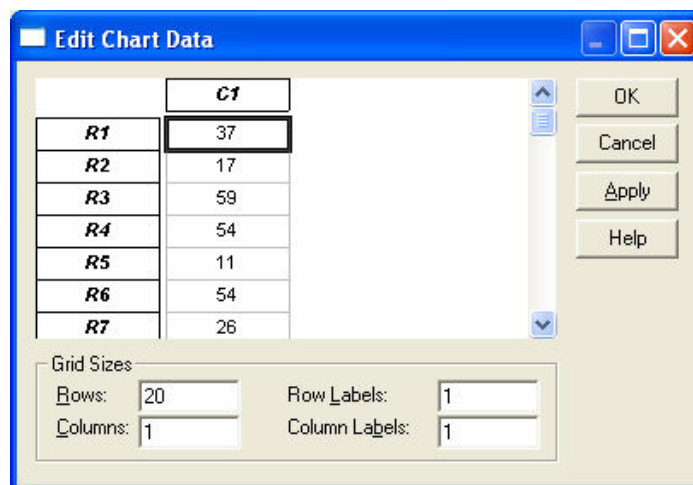 Edit Chart Data
C1
R1 37
R2 17
R3 59
R4 54
R5 11
R6 54
R7 26
OK
Cancel
Apply
Help
Grid Sizes
Rows: 20 Row Labels: 1
Columns: 1 Column Labels: 1